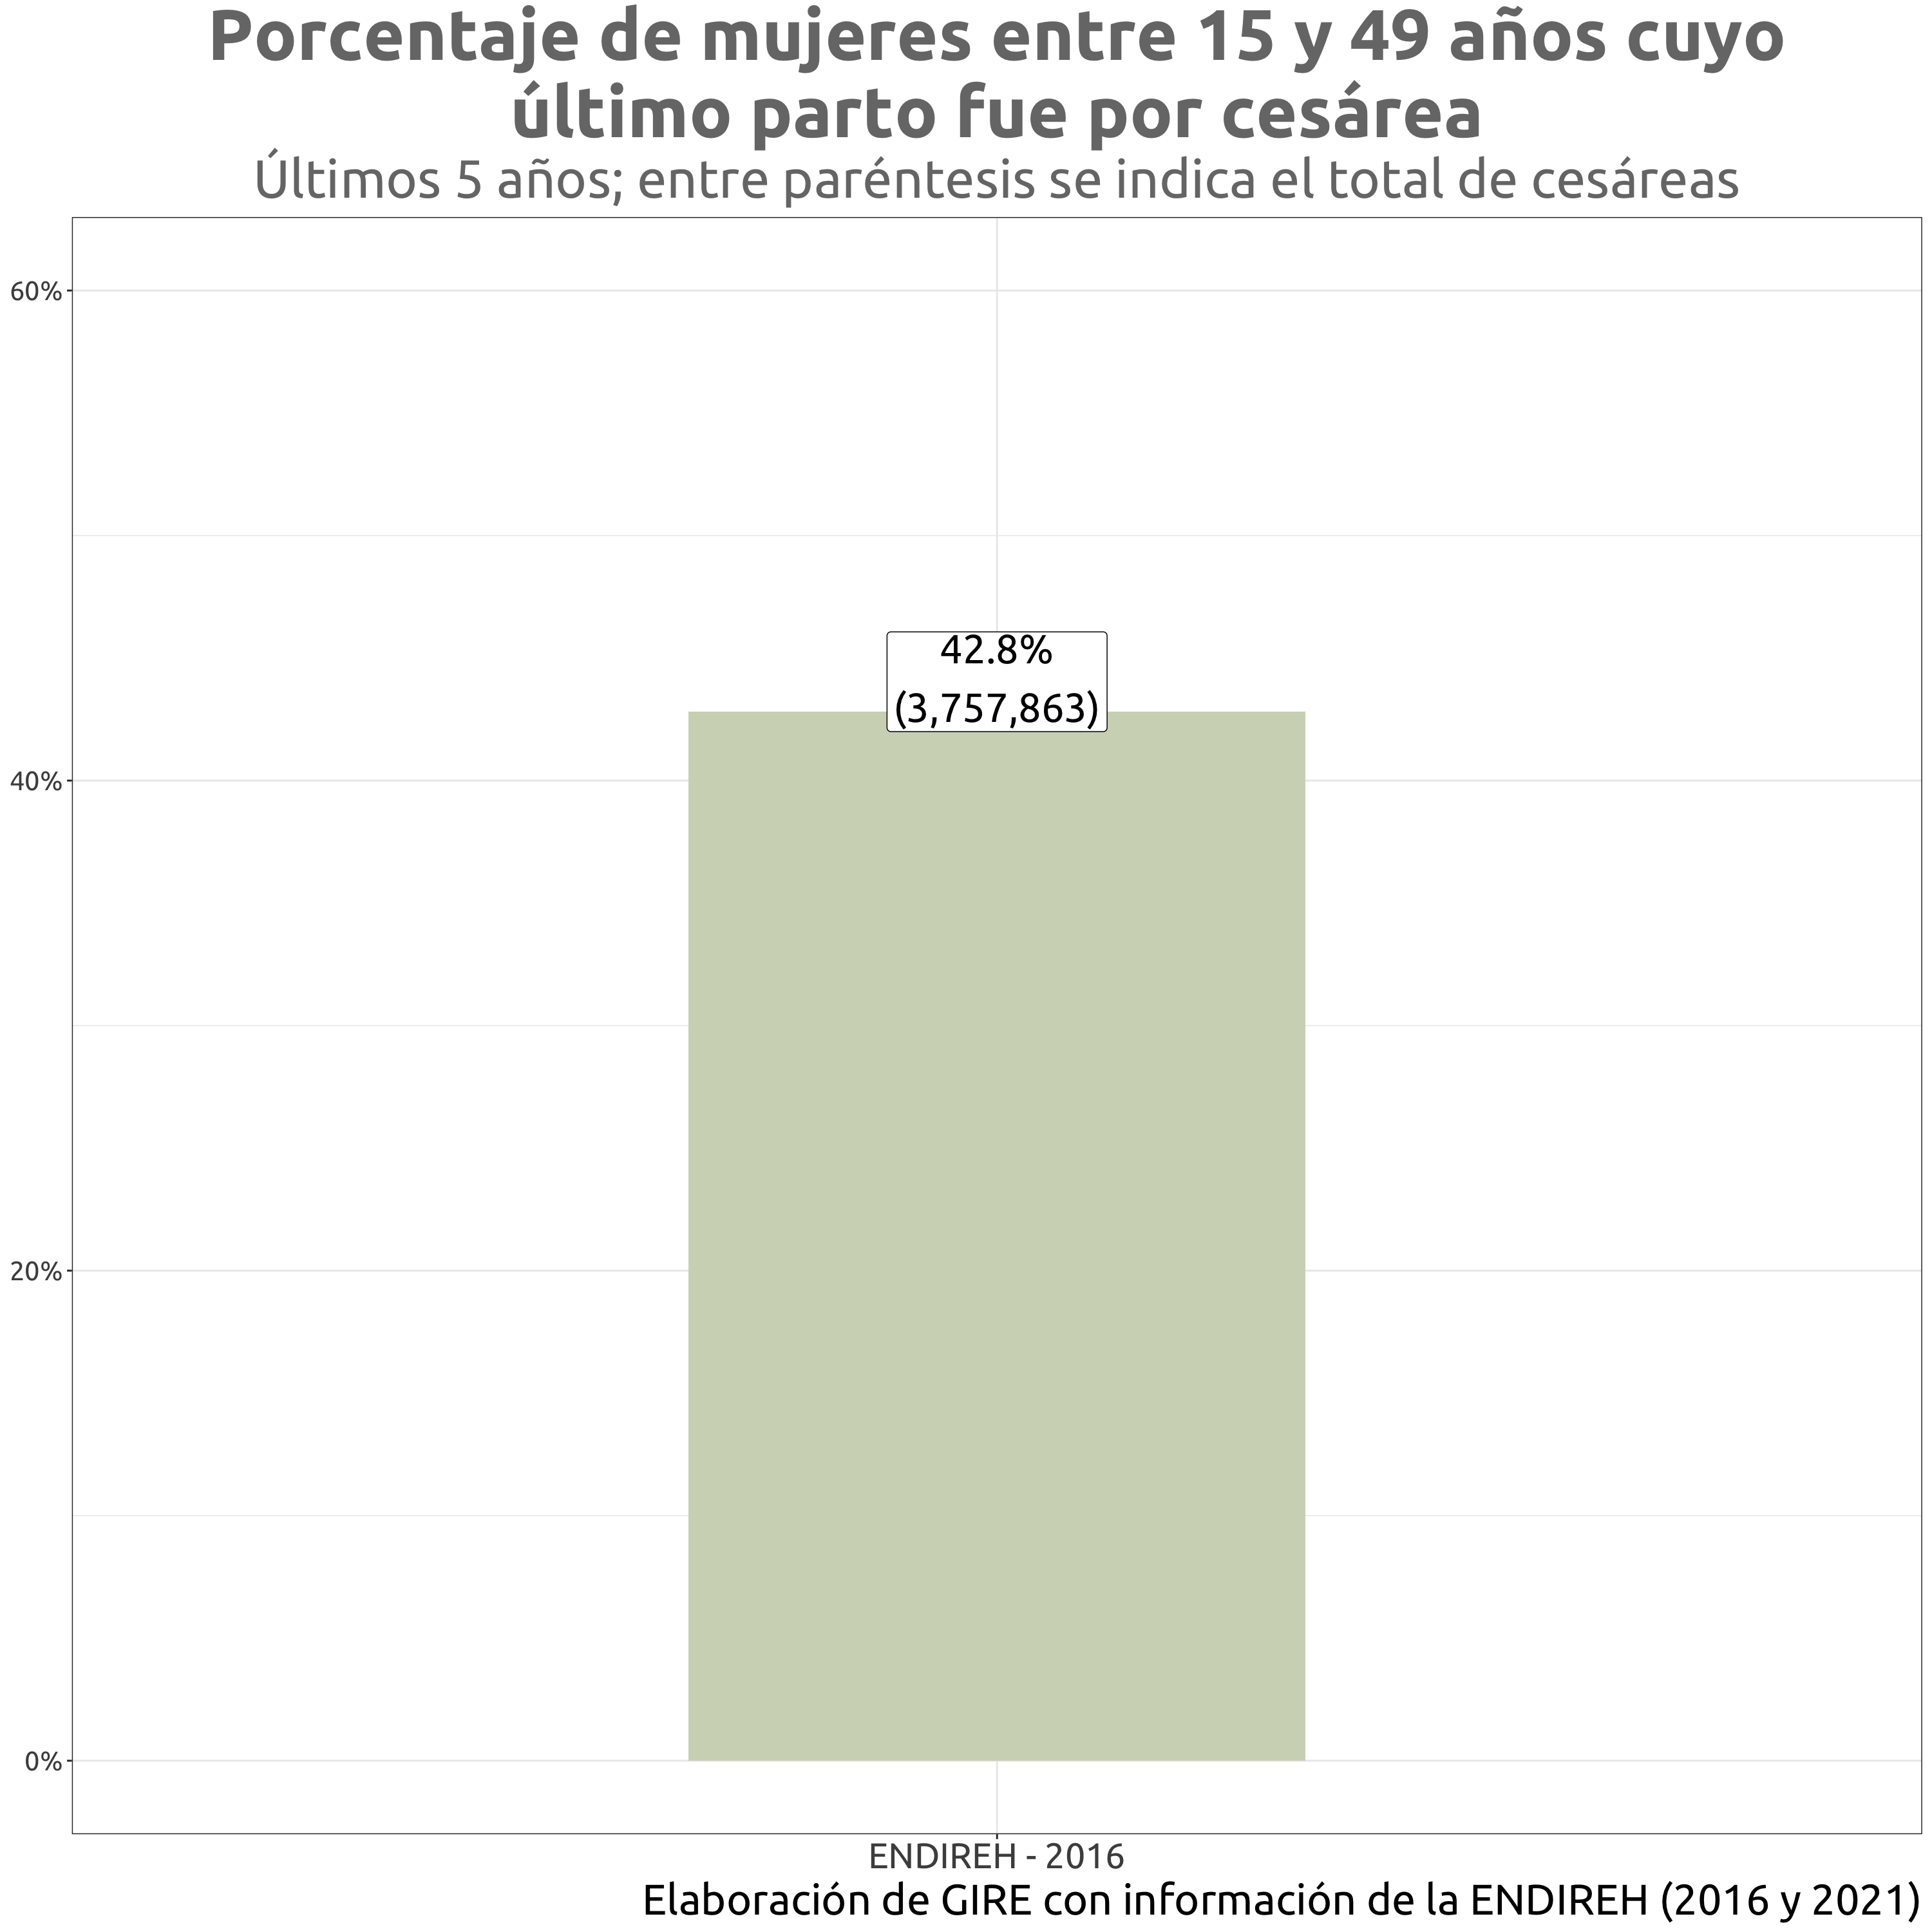 Porcentaje de mujeres entre 15 y 49 años cuyo
último parto fue por cesárea
Últimos 5 años; entre paréntesis se indica el total de cesáreas
60%
42.8%
(3,757,863)
40%
20%
0%
ENDIREH - 2016
Elaboración de GIRE con información de la ENDIREH (2016 y 2021)